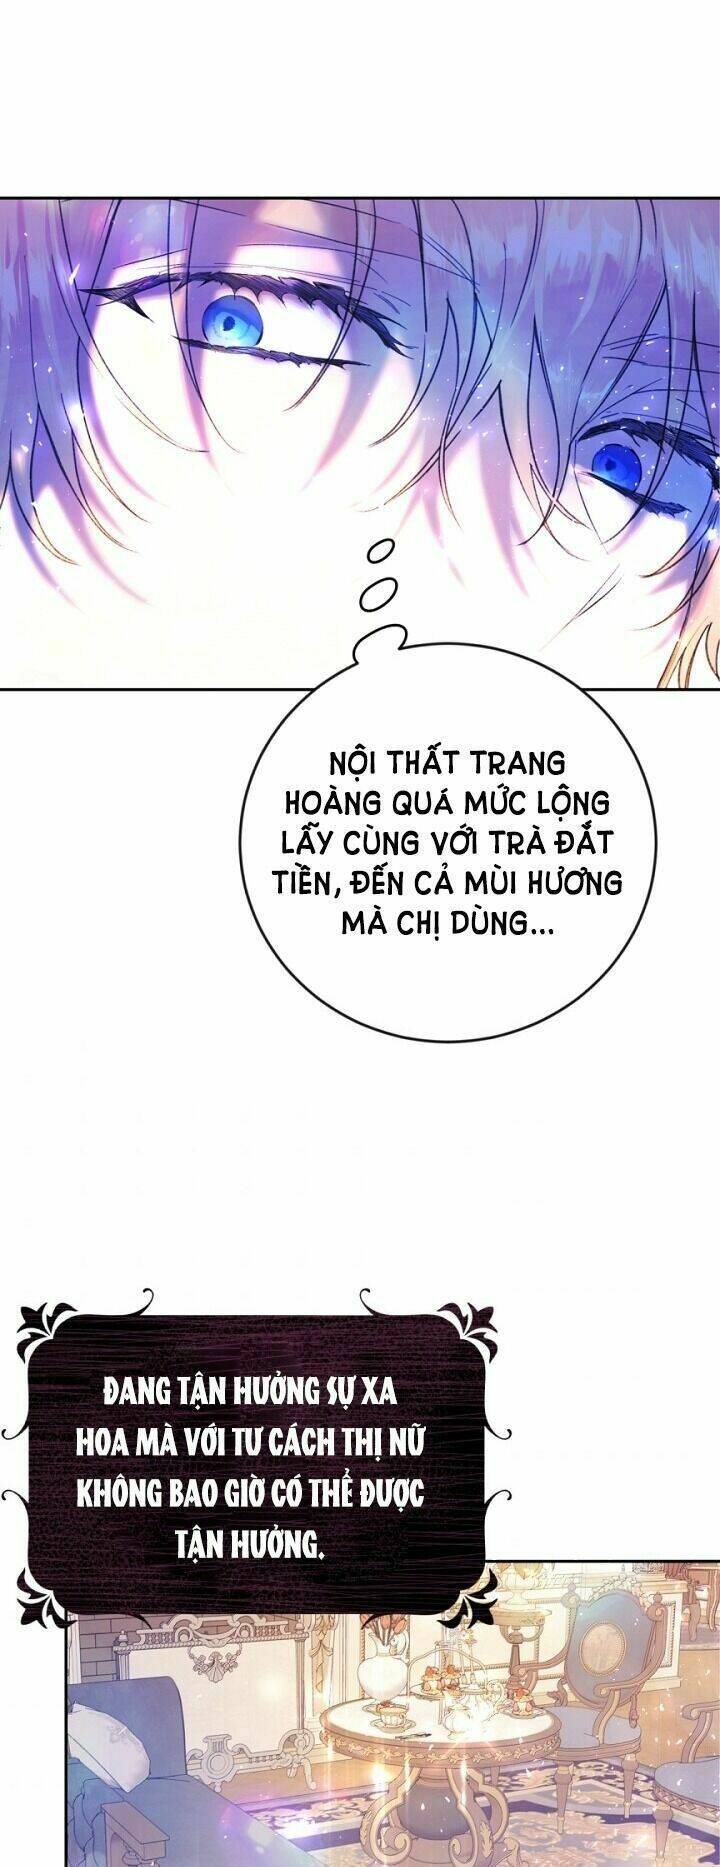 NỘI THẤT TRANG
HOÀNG QUÁ MỨC LỘNG
LẪY CÙNG VỚI TRÀ ĐẮT
TIỀN, ĐẾN CẢ MÙI HƯƠNG
MÀ CHỊ DÙNG...
ĐANG TẬN HƯỞNG SỰ XA
HOA MÀ VỚI TƯ CÁCH THỊ NỮ
KHÔNG BAO GIỜ CÓ THỂ ĐƯỢC
TẬN HƯỞNG.